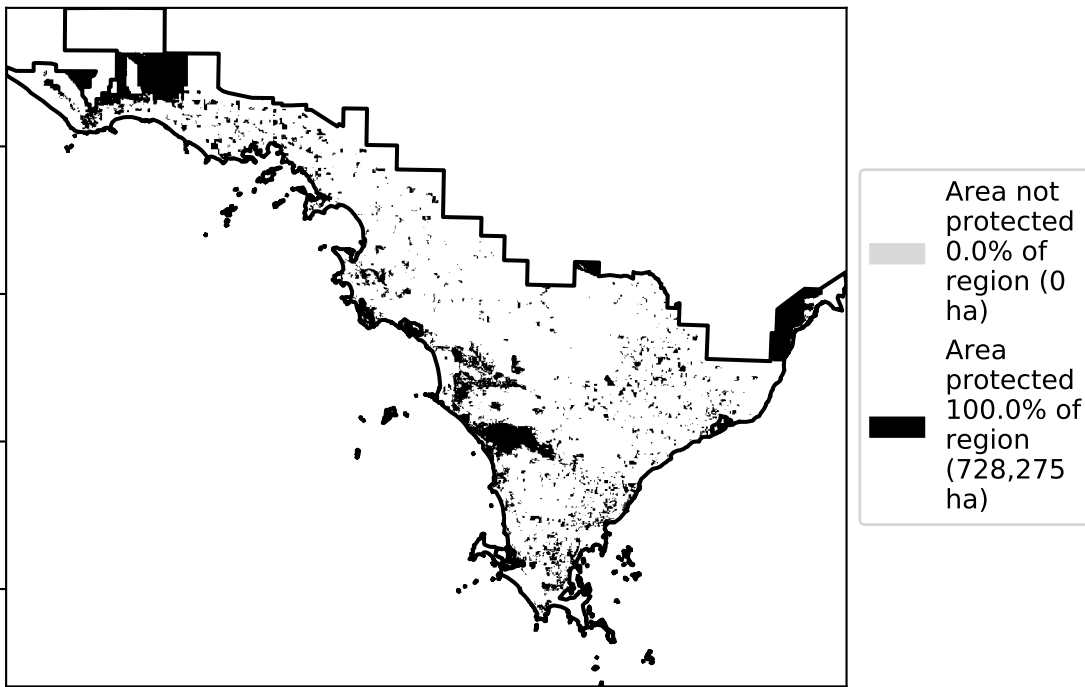 Area not
protected
0.0% of
region (0
ha)
Area
protected
100.0% of
region
(728,275
ha)